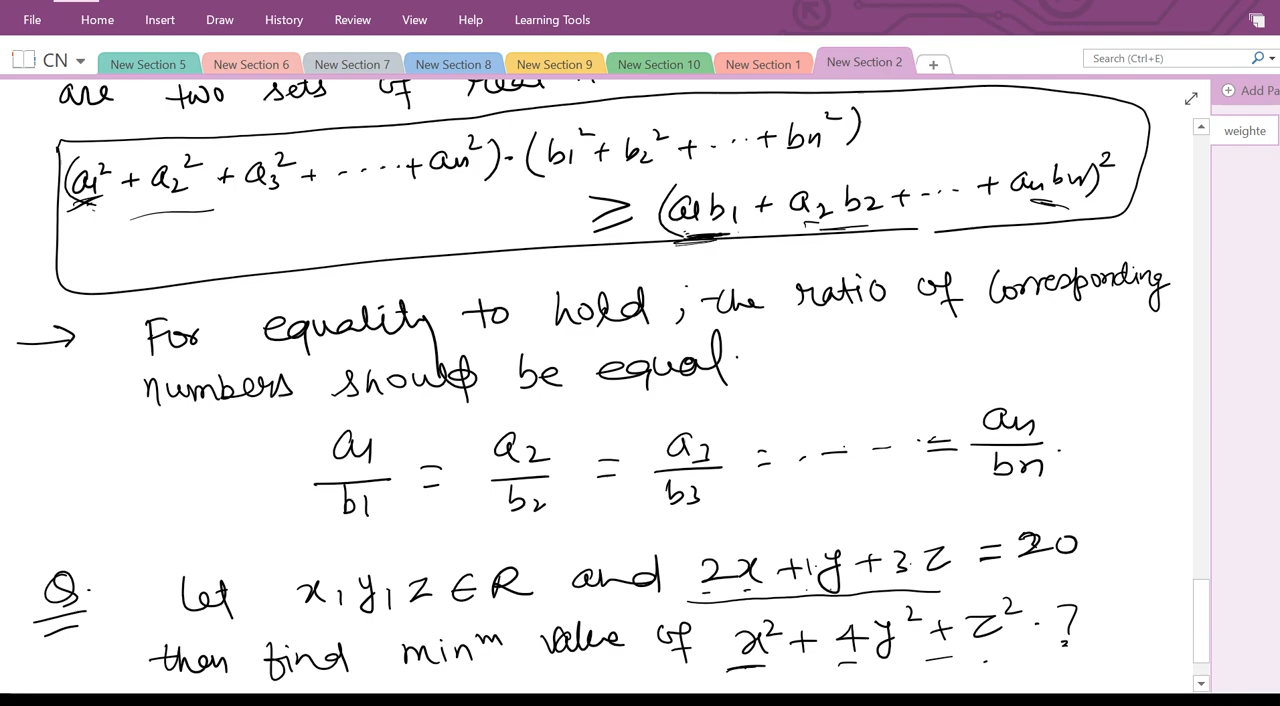 File Home Insert Draw History Review View Help Learning Tools
CN New Section 5 New Section 6 New Section 7 New Section 8 New Section 9 New Section 10 New Section 1 New Section 2 + Search (Ctrl+E) Add Pa
weighte
are two sets of real
(a1² + a2² + a3² + ..... + an²) · (b1² + b2² + ... + bn²)
≥ (a1b1 + a2b2 + ... + anbn)²
→ For equality to hold ; the ratio of corresponding
numbers should be equal.
a1/b1 = a2/b2 = a3/b3 = .... = an/bn .
Q. Let x, y, z ∈ R and 2x + 1y + 3z = 20
then find minᵐ value of x² + 4y² + z² . ?